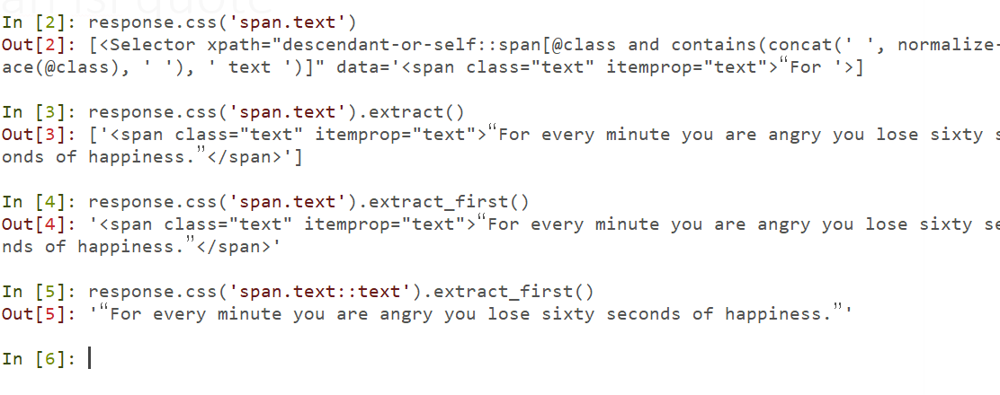 In [2]: response.css('span.text')
Out[2]: [<Selector xpath="descendant-or-self::span[@class and contains(concat(' ', normalize-
ace(@class), ' '), ' text ')]" data='<span class="text" itemprop="text">“For '>]
In [3]: response.css('span.text').extract()
Out[3]: ['<span class="text" itemprop="text">“For every minute you are angry you lose sixty s
onds of happiness.”</span>']
In [4]: response.css('span.text').extract_first()
Out[4]: '<span class="text" itemprop="text">“For every minute you are angry you lose sixty se
nds of happiness.”</span>'
In [5]: response.css('span.text::text').extract_first()
Out[5]: '“For every minute you are angry you lose sixty seconds of happiness.”'
In [6]: